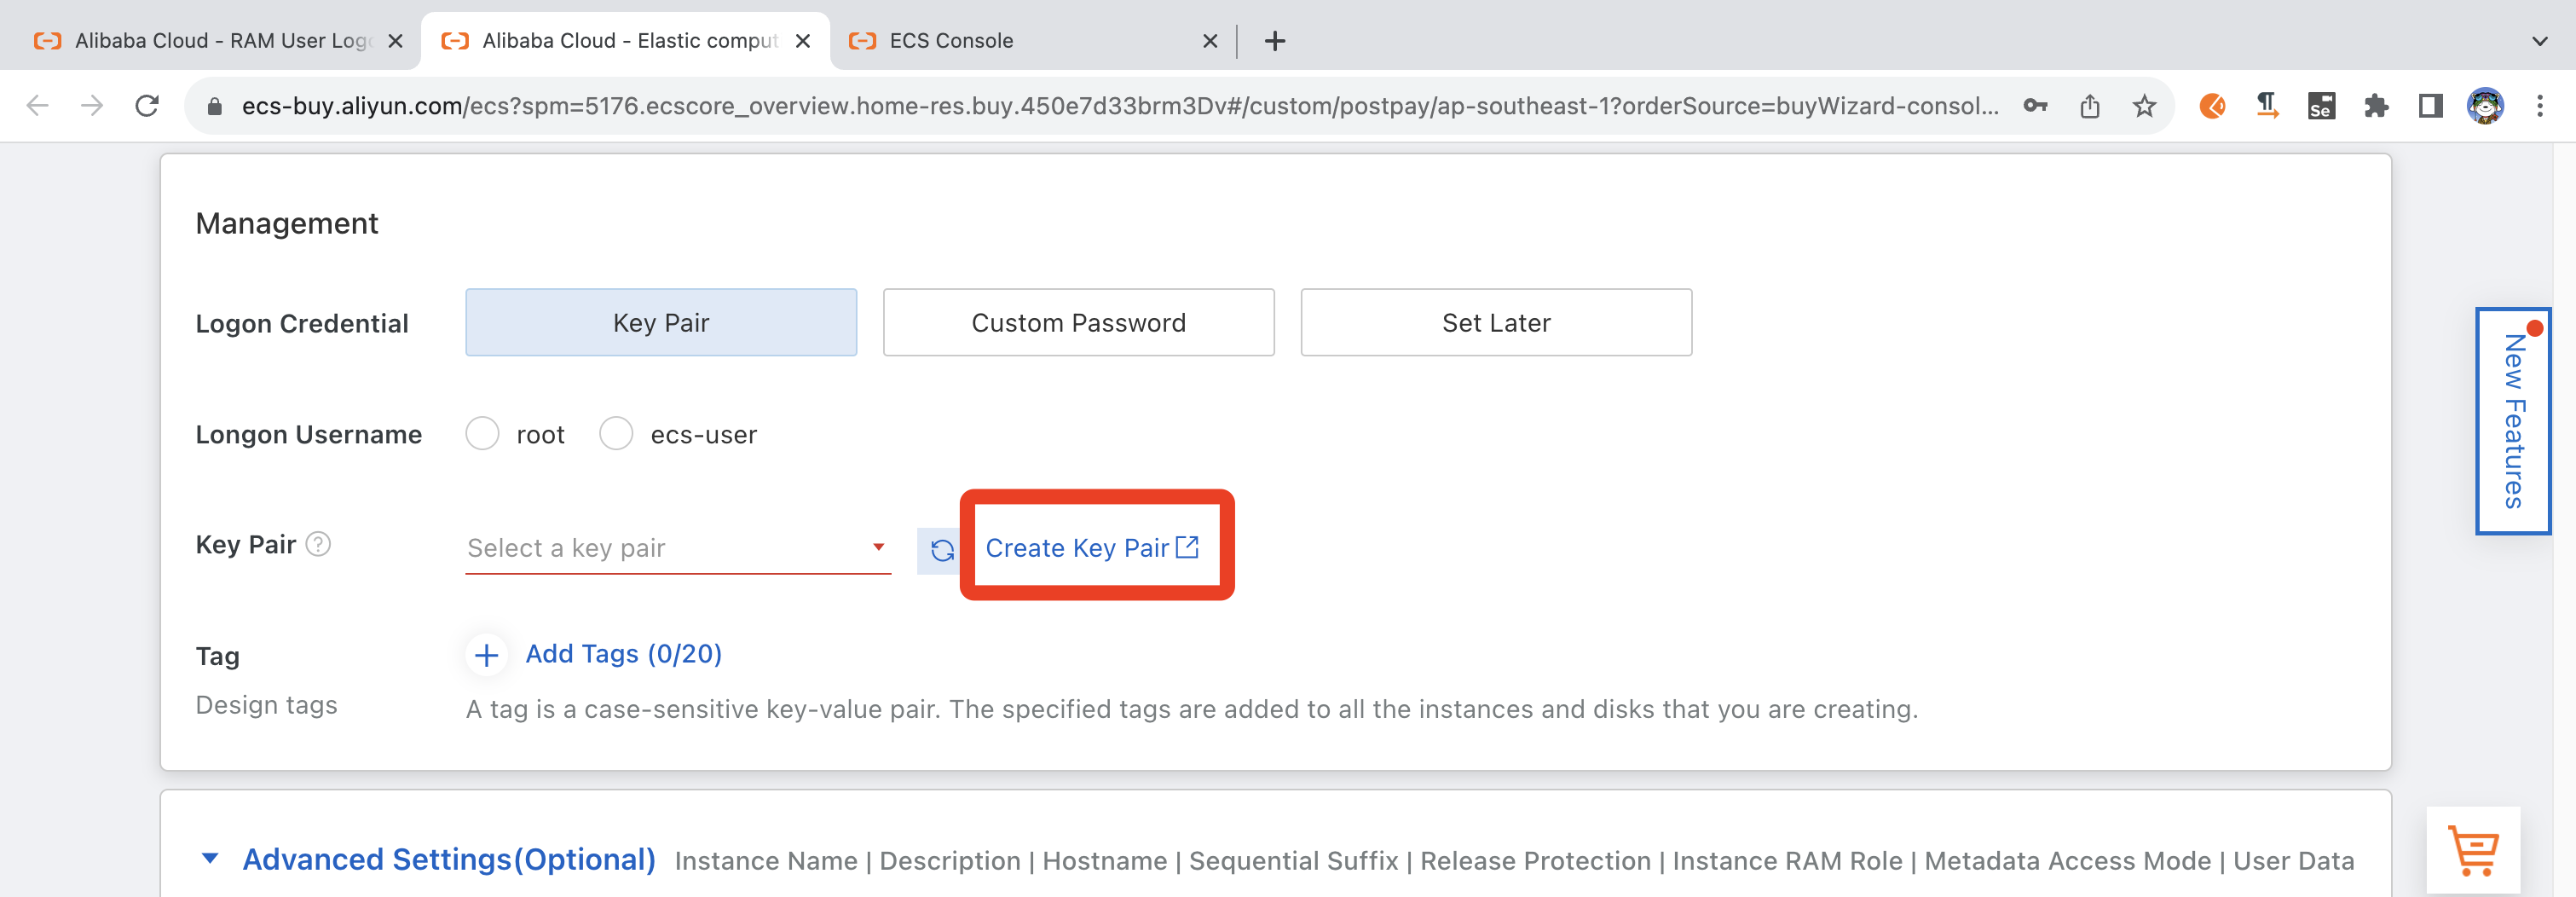 Alibaba Cloud - RAM User Logo
Alibaba Cloud - Elastic comput
ECS Console
ecs-buy.aliyun.com/ecs?spm=5176.ecscore_overview.home-res.buy.450e7d33brm3Dv#/custom/postpay/ap-southeast-1?orderSource=buyWizard-consol...
Se
Management
Logon Credential
Key Pair
Custom Password
Set Later
Longon Username
root
ecs-user
Key Pair ?
Select a key pair
Create Key Pair
Tag
Add Tags (0/20)
Design tags
A tag is a case-sensitive key-value pair. The specified tags are added to all the instances and disks that you are creating.
New Features
Advanced Settings(Optional) Instance Name | Description | Hostname | Sequential Suffix | Release Protection | Instance RAM Role | Metadata Access Mode | User Data